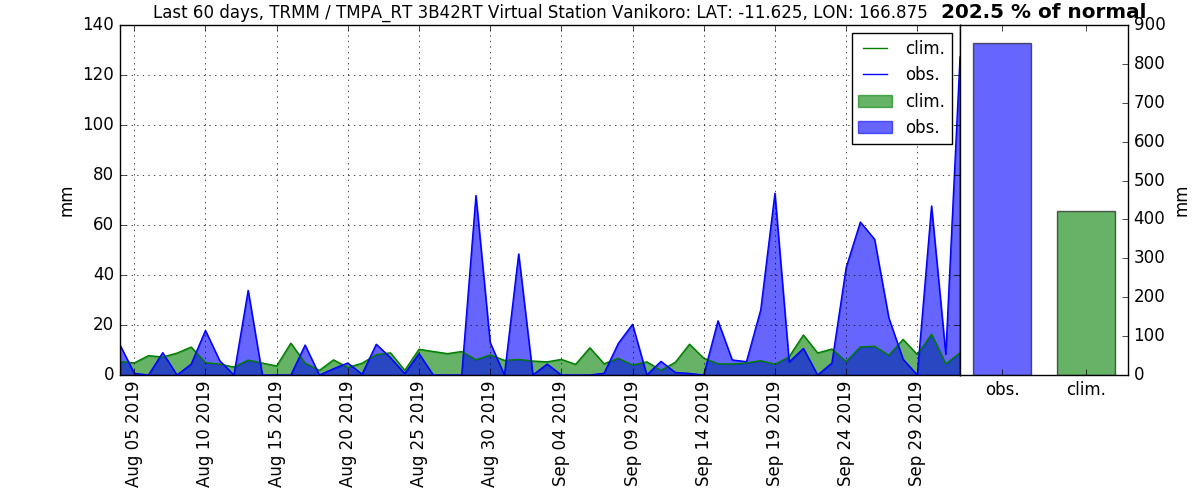 Last 60 days, TRMM / TMPA_RT 3B42RT Virtual Station Vanikoro: LAT: -11.625, LON: 166.875 202.5 % of normal
140
120
100
80
60
40
20
0
mm
clim.
obs.
clim.
obs.
900
800
700
600
500
400
300
200
100
0
mm
Aug 05 2019
Aug 10 2019
Aug 15 2019
Aug 20 2019
Aug 25 2019
Aug 30 2019
Sep 04 2019
Sep 09 2019
Sep 14 2019
Sep 19 2019
Sep 24 2019
Sep 29 2019
obs.
clim.